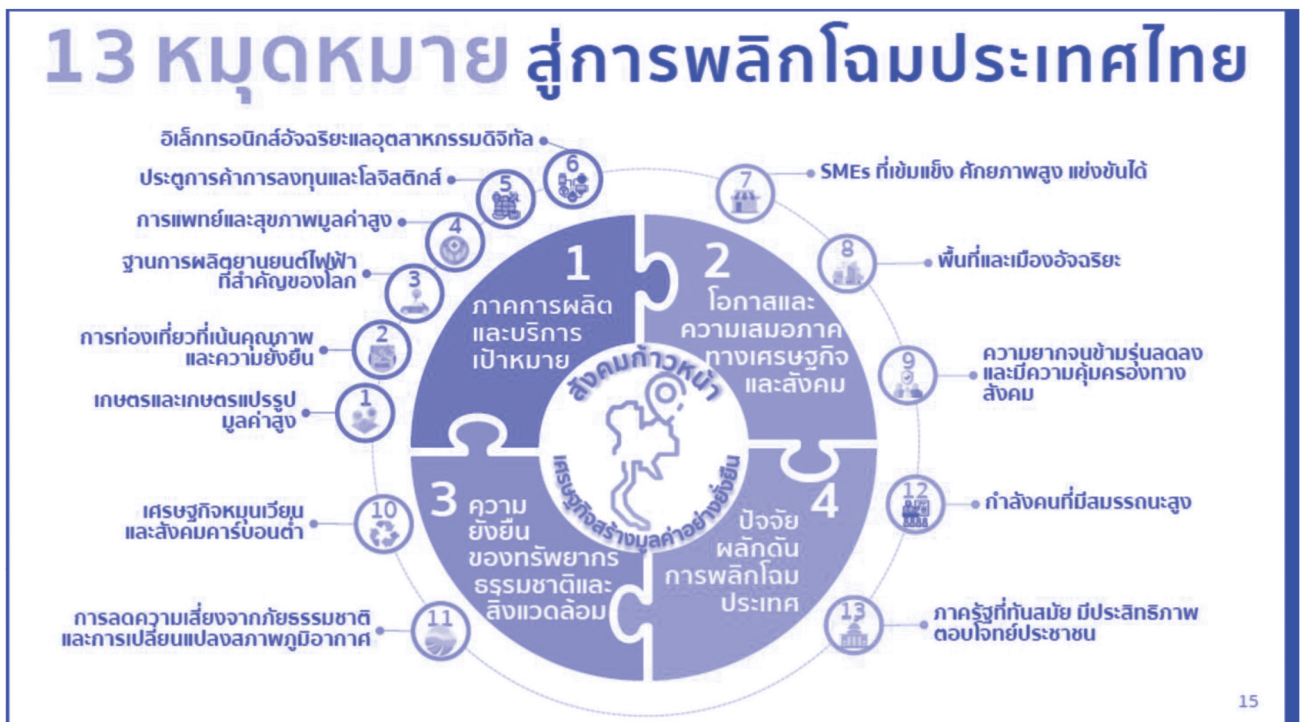 13 หมุดหมาย สู่การพลิกโฉมประเทศไทย
อิเล็กทรอนิกส์อัจฉริยะแลอุตสาหกรรมดิจิทัล
6
ประตูการค้าการลงทุนและโลจิสติกส์
5
การแพทย์และสุขภาพมูลค่าสูง
4
ฐานการผลิตยานยนต์ไฟฟ้า
ที่สำคัญของโลก
3
การท่องเที่ยวที่เน้นคุณภาพ
และความยั่งยืน
2
เกษตรและเกษตรแปรรูป
มูลค่าสูง
1
เศรษฐกิจหมุนเวียน
และสังคมคาร์บอนต่ำ
10
การลดความเสี่ยงจากภัยธรรมชาติ
และการเปลี่ยนแปลงสภาพภูมิอากาศ
11
1
ภาคการผลิต
และบริการ
เป้าหมาย
2
โอกาสและ
ความเสมอภาค
ทางเศรษฐกิจ
และสังคม
สังคมก้าวหน้า
เศรษฐกิจสร้างมูลค่าอย่างยั่งยืน
3 ความ
ยั่งยืน
ของทรัพยากร
ธรรมชาติและ
สิ่งแวดล้อม
4
ปัจจัย
ผลักดัน
การพลิกโฉม
ประเทศ
7
SMEs ที่เข้มแข็ง ศักยภาพสูง แข่งขันได้
8
พื้นที่และเมืองอัจฉริยะ
9
ความยากจนข้ามรุ่นลดลง
และมีความคุ้มครองทาง
สังคม
12
กำลังคนที่มีสมรรถนะสูง
13
ภาครัฐที่ทันสมัย มีประสิทธิภาพ
ตอบโจทย์ประชาชน
15